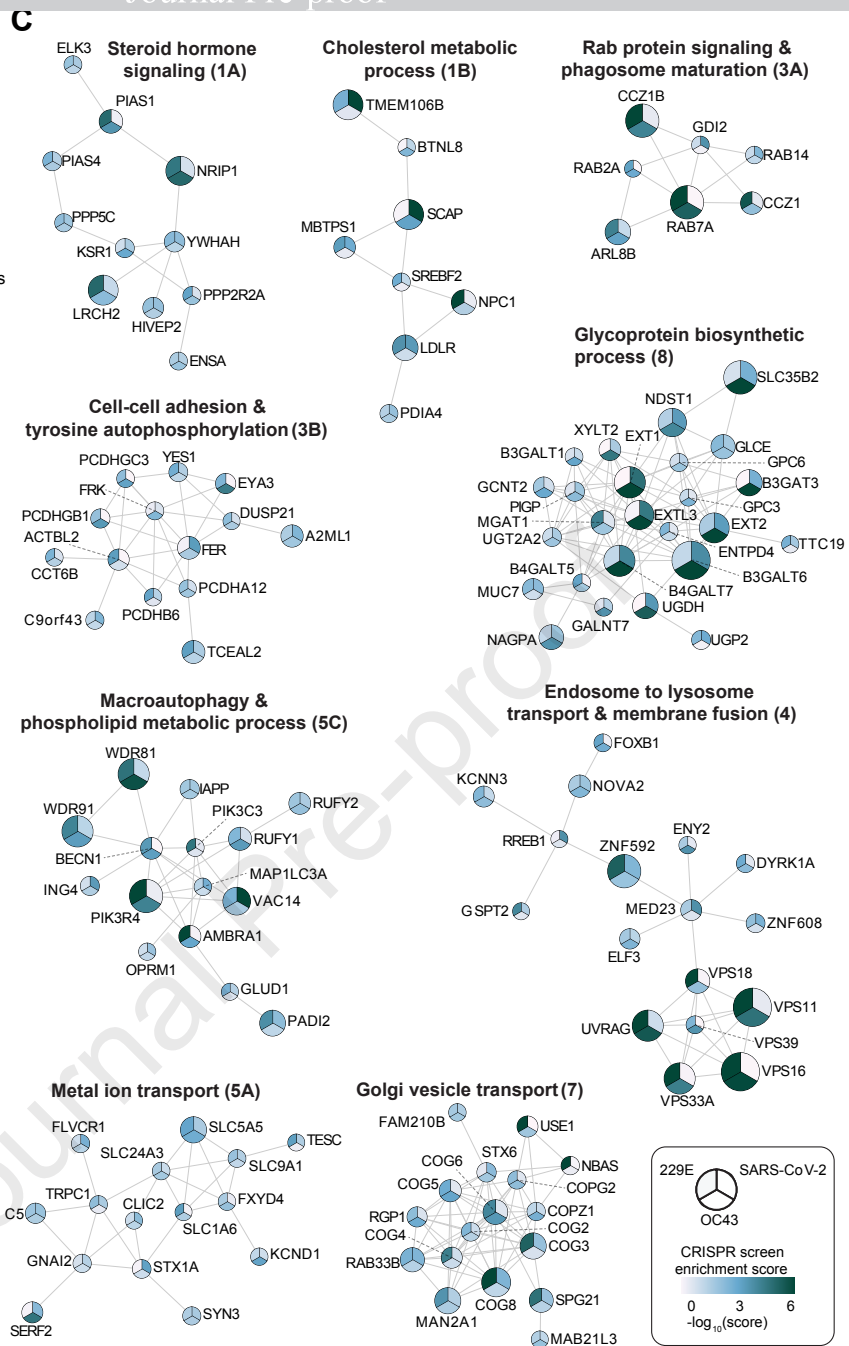 Journal Pre-proof
C
Steroid hormone
signaling (1A)
ELK3
PIAS1
PIAS4
NRIP1
PPP5C
KSR1
YWHAH
LRCH2
PPP2R2A
HIVEP2
ENSA
s
Cholesterol metabolic
process (1B)
TMEM106B
BTNL8
SCAP
MBTPS1
SREBF2
NPC1
LDLR
PDIA4
Rab protein signaling &
phagosome maturation (3A)
CCZ1B
GDI2
RAB14
RAB2A
CCZ1
RAB7A
ARL8B
Cell-cell adhesion &
tyrosine autophosphorylation (3B)
PCDHGC3
YES1
FRK
EYA3
PCDHGB1
DUSP21
ACTBL2
A2ML1
FER
CCT6B
PCDHA12
PCDHB6
C9orf43
TCEAL2
Glycoprotein biosynthetic
process (8)
SLC35B2
NDST1
XYLT2
EXT1
GLCE
B3GALT1
GPC6
GCNT2
B3GAT3
PIGP
GPC3
MGAT1
EXTL3
EXT2
UGT2A2
ENTPD4
TTC19
B4GALT5
B3GALT6
MUC7
B4GALT7
UGDH
GALNT7
NAGPA
UGP2
Macroautophagy &
phospholipid metabolic process (5C)
WDR81
IAPP
PIK3C3
RUFY2
WDR91
RUFY1
BECN1
MAP1LC3A
ING4
VAC14
PIK3R4
AMBRA1
OPRM1
GLUD1
PADI2
Endosome to lysosome
transport & membrane fusion (4)
FOXB1
KCNN3
NOVA2
RREB1
ENY2
ZNF592
DYRK1A
GSPT2
MED23
ZNF608
ELF3
VPS18
VPS11
UVRAG
VPS39
VPS16
VPS33A
Metal ion transport (5A)
FLVCR1
SLC5A5
SLC24A3
TESC
SLC9A1
TRPC1
CLIC2
FXYD4
C5
SLC1A6
GNAI2
STX1A
KCND1
SYN3
SERF2
Golgi vesicle transport (7)
FAM210B
USE1
STX6
COG6
NBAS
COG5
COPG2
RGP1
COPZ1
COG4
COG2
COG3
RAB33B
COG8
SPG21
MAN2A1
MAB21L3
229E
SARS-CoV-2
OC43
CRISPR screen
enrichment score
0 3 6
-log10(score)
Journal Pre-proof